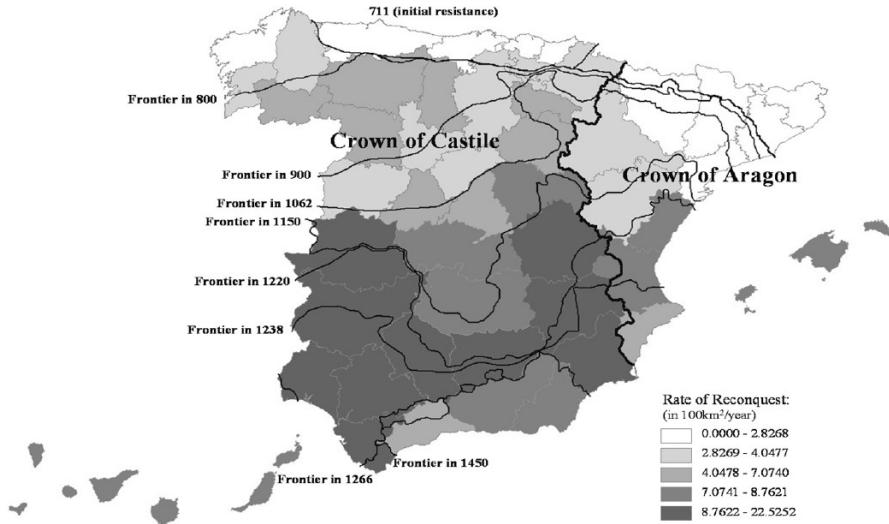 711 (initial resistance)
Frontier in 800
Crown of Castile
Crown of Aragon
Frontier in 900
Frontier in 1062
Frontier in 1150
Frontier in 1220
Frontier in 1238
Rate of Reconquest:
(in 100km²/year)
0.0000 - 2.8268
2.8269 - 4.0477
4.0478 - 7.0740
7.0741 - 8.7621
8.7622 - 22.5252
Frontier in 1450
Frontier in 1266